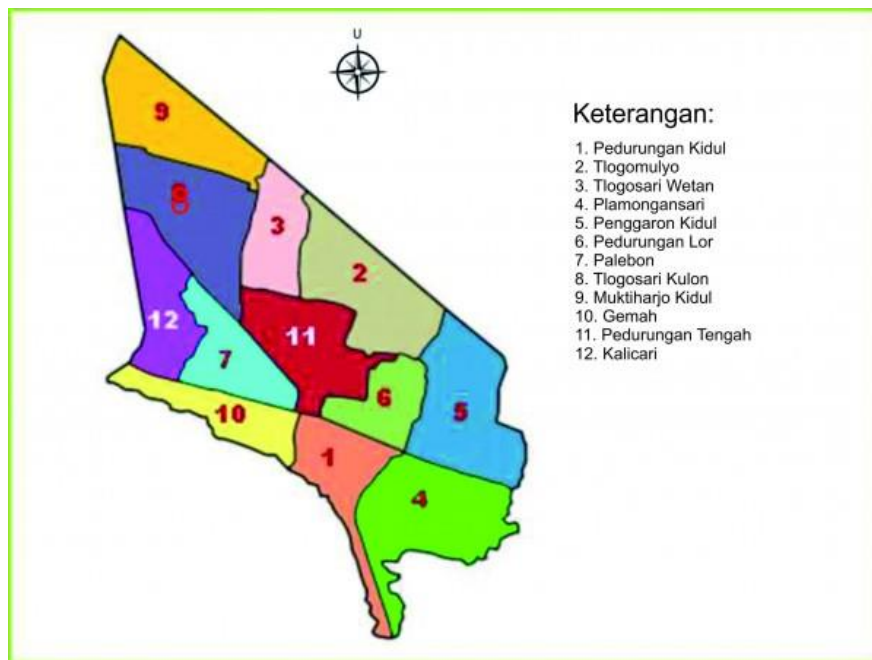 U
9
8
3
2
12
11
7
6
10
5
1
4
Keterangan:
1. Pedurungan Kidul
2. Tlogomulyo
3. Tlogosari Wetan
4. Plamongansari
5. Penggaron Kidul
6. Pedurungan Lor
7. Palebon
8. Tlogosari Kulon
9. Muktiharjo Kidul
10. Gemah
11. Pedurungan Tengah
12. Kalicari